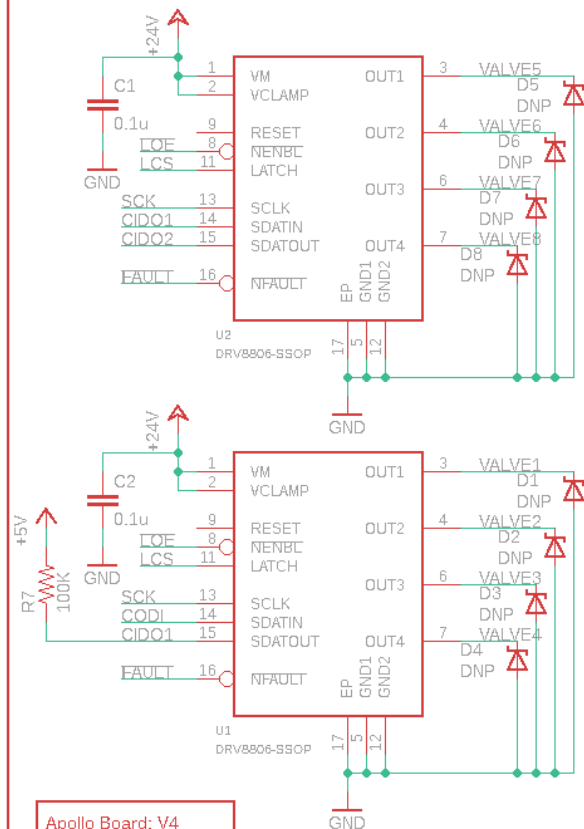 +24V
C1
0.1u
GND
1 VM OUT1 3 VALVE5
2 VCLAMP D5
DNP
9 RESET OUT2 4 VALVE6
LOE 8 NENBL D6
LCS 11 LATCH DNP
SCK 13 SCLK OUT3 6 VALVE7
CIDO1 14 SDATIN D7
DNP
CIDO2 15 SDATOUT OUT4 7 VALVE8
D8
DNP
FAULT 16 NFAULT
EP GND1 GND2
17 5 12
U2
DRV8806-SSOP
GND
+24V
C2
0.1u
GND
+5V
R7
100K
1 VM OUT1 3 VALVE1
2 VCLAMP D1
DNP
9 RESET OUT2 4 VALVE2
LOE 8 NENBL D2
LCS 11 LATCH DNP
SCK 13 SCLK OUT3 6 VALVE3
CODI 14 SDATIN D3
DNP
CIDO1 15 SDATOUT OUT4 7 VALVE4
D4
DNP
FAULT 16 NFAULT
EP GND1 GND2
17 5 12
U1
DRV8806-SSOP
GND
Apollo Board: V4